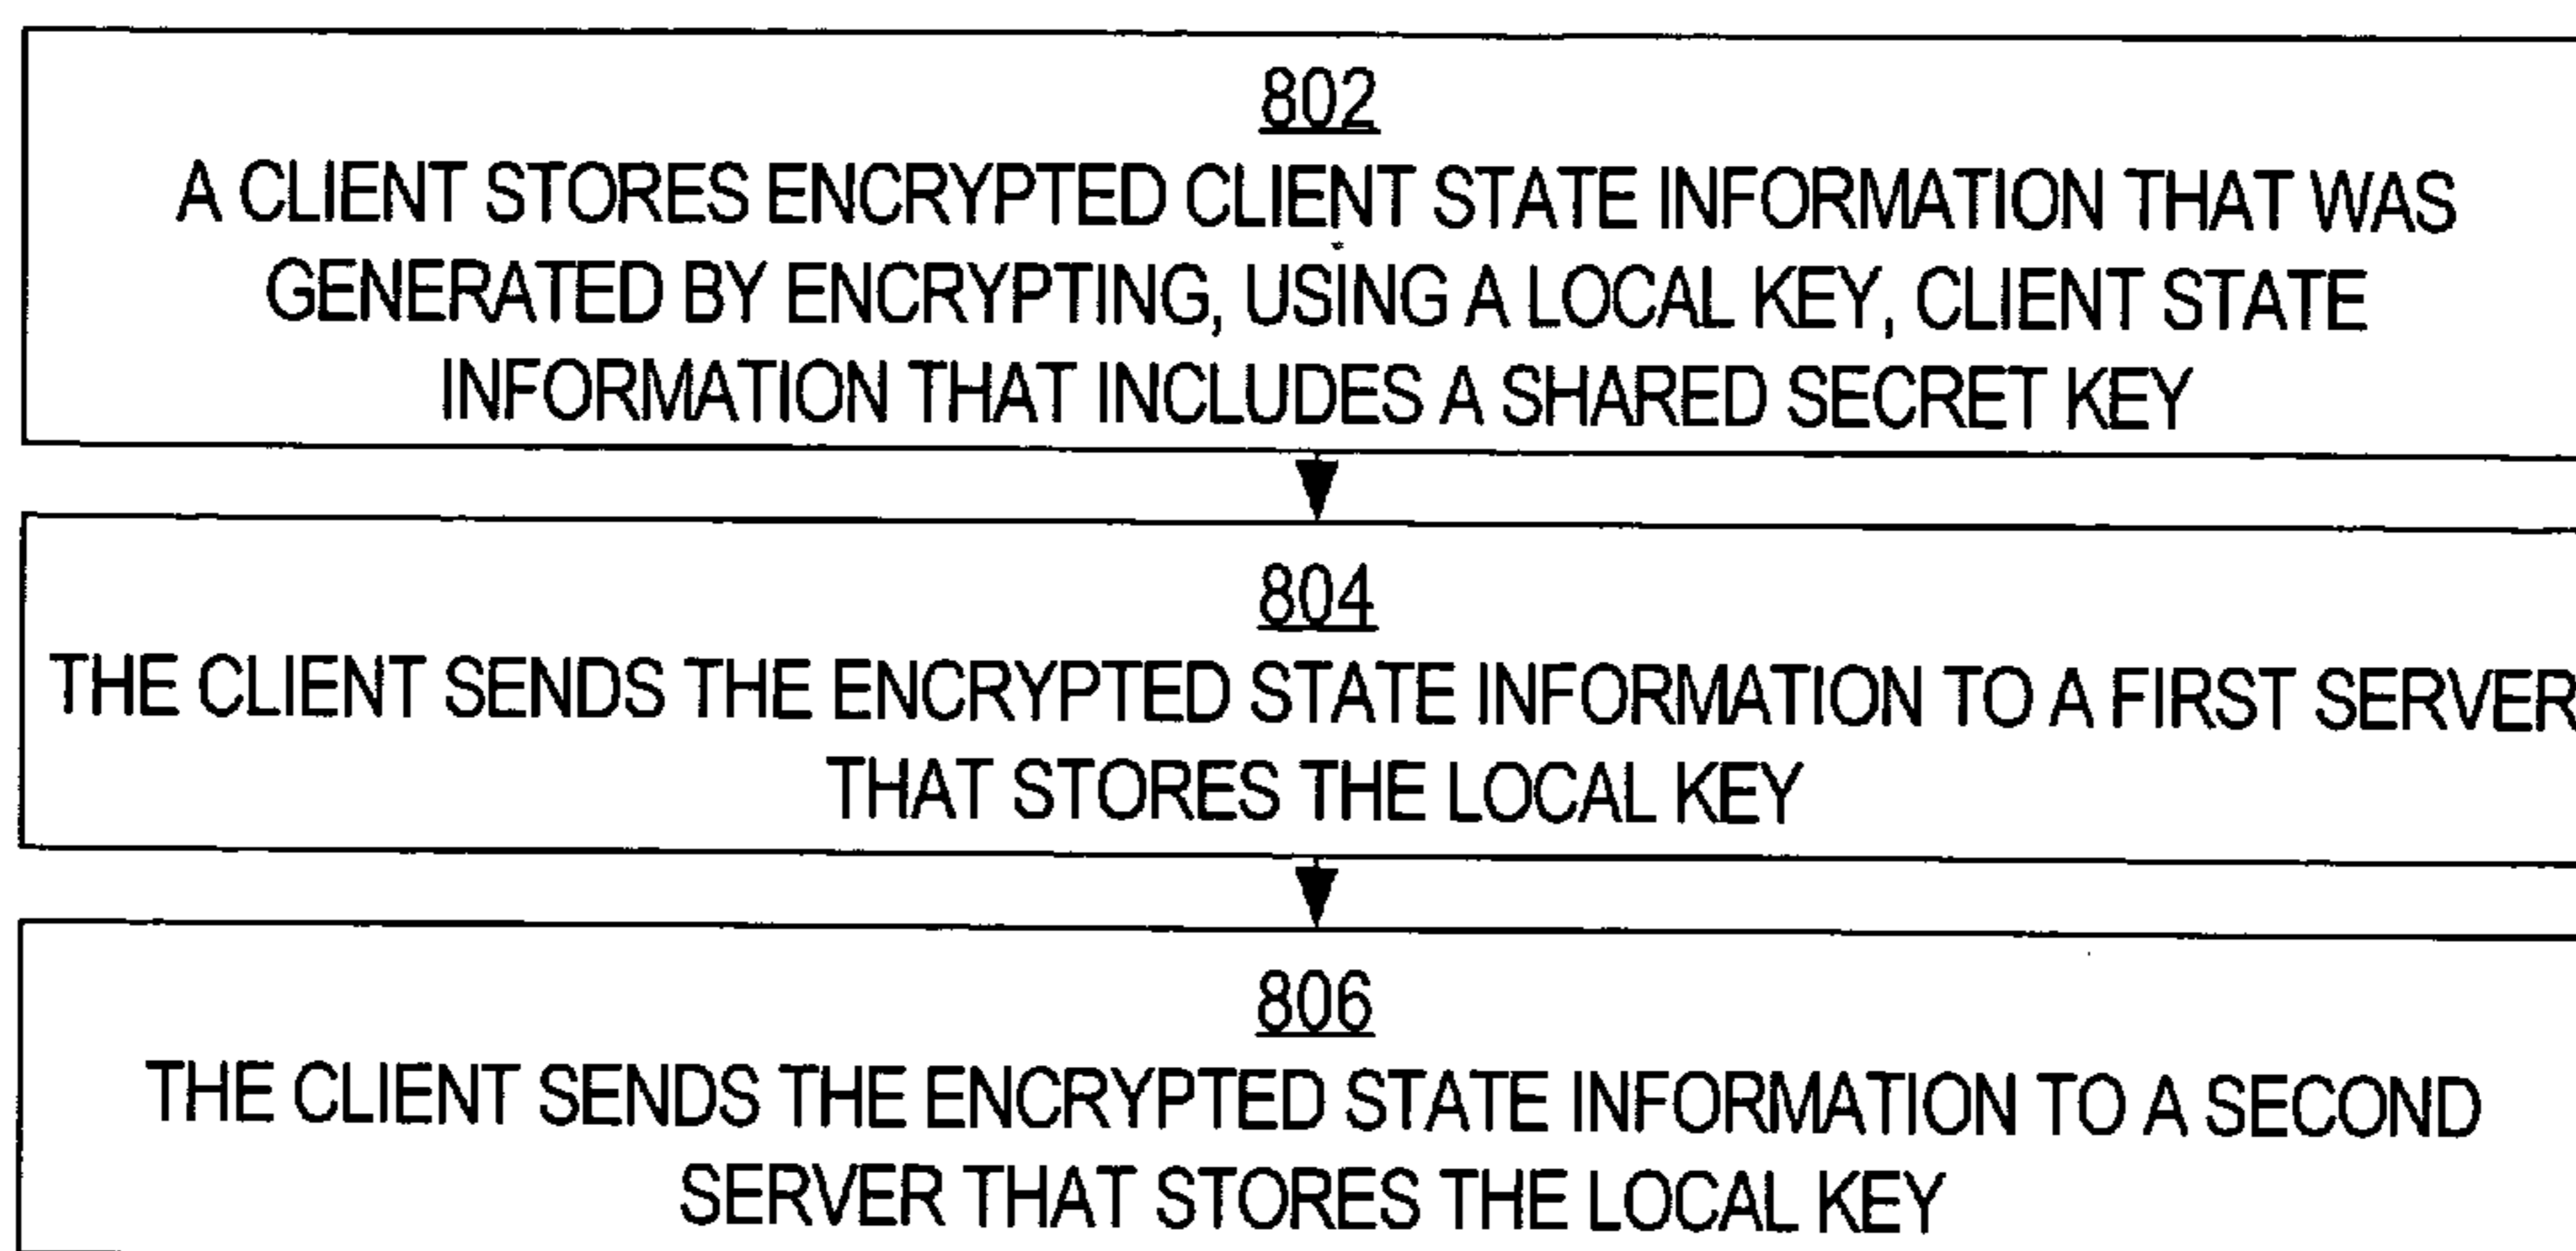 802
A CLIENT STORES ENCRYPTED CLIENT STATE INFORMATION THAT WAS
GENERATED BY ENCRYPTING, USING A LOCAL KEY, CLIENT STATE
INFORMATION THAT INCLUDES A SHARED SECRET KEY
804
THE CLIENT SENDS THE ENCRYPTED STATE INFORMATION TO A FIRST SERVER
THAT STORES THE LOCAL KEY
806
THE CLIENT SENDS THE ENCRYPTED STATE INFORMATION TO A SECOND
SERVER THAT STORES THE LOCAL KEY